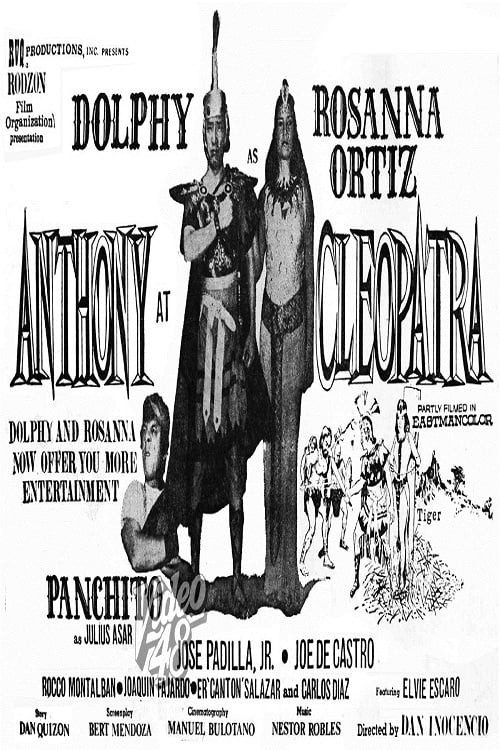 RVQ PRODUCTIONS, INC. PRESENTS
A
RODZON
Film
Organization
presentation
DOLPHY
AS
ROSANNA
ORTIZ
ANTHONY AT CLEOPATRA
PARTLY FILMED IN
EASTMANCOLOR
DOLPHY AND ROSANNA
NOW OFFER YOU MORE
ENTERTAINMENT
Tiger
PANCHITO
as JULIUS ASAR
Video
48
JOSE PADILLA, JR. • JOE DE CASTRO
ROCCO MONTALBAN • JOAQUIN FAJARDO • ER'CANTON'SALAZAR and CARLOS DIAZ
Featuring ELVIE ESCARO
Story
DAN QUIZON
Screenplay
BERT MENDOZA
Cinematography
MANUEL BULOTANO
Music
NESTOR ROBLES
Directed by DAN INOCENCIO